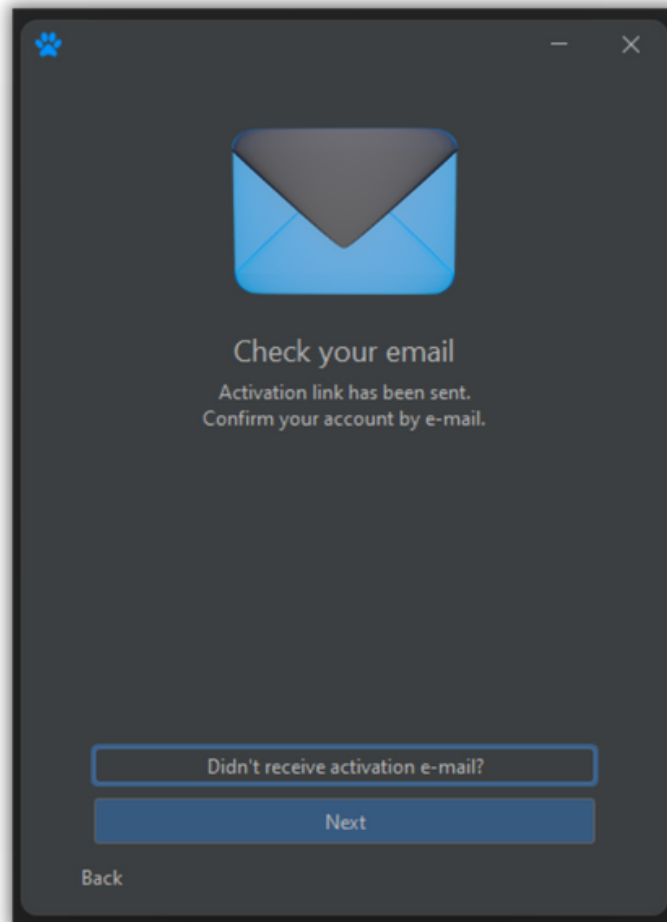 Check your email
Activation link has been sent.
Confirm your account by e-mail.
Didn't receive activation e-mail?
Next
Back